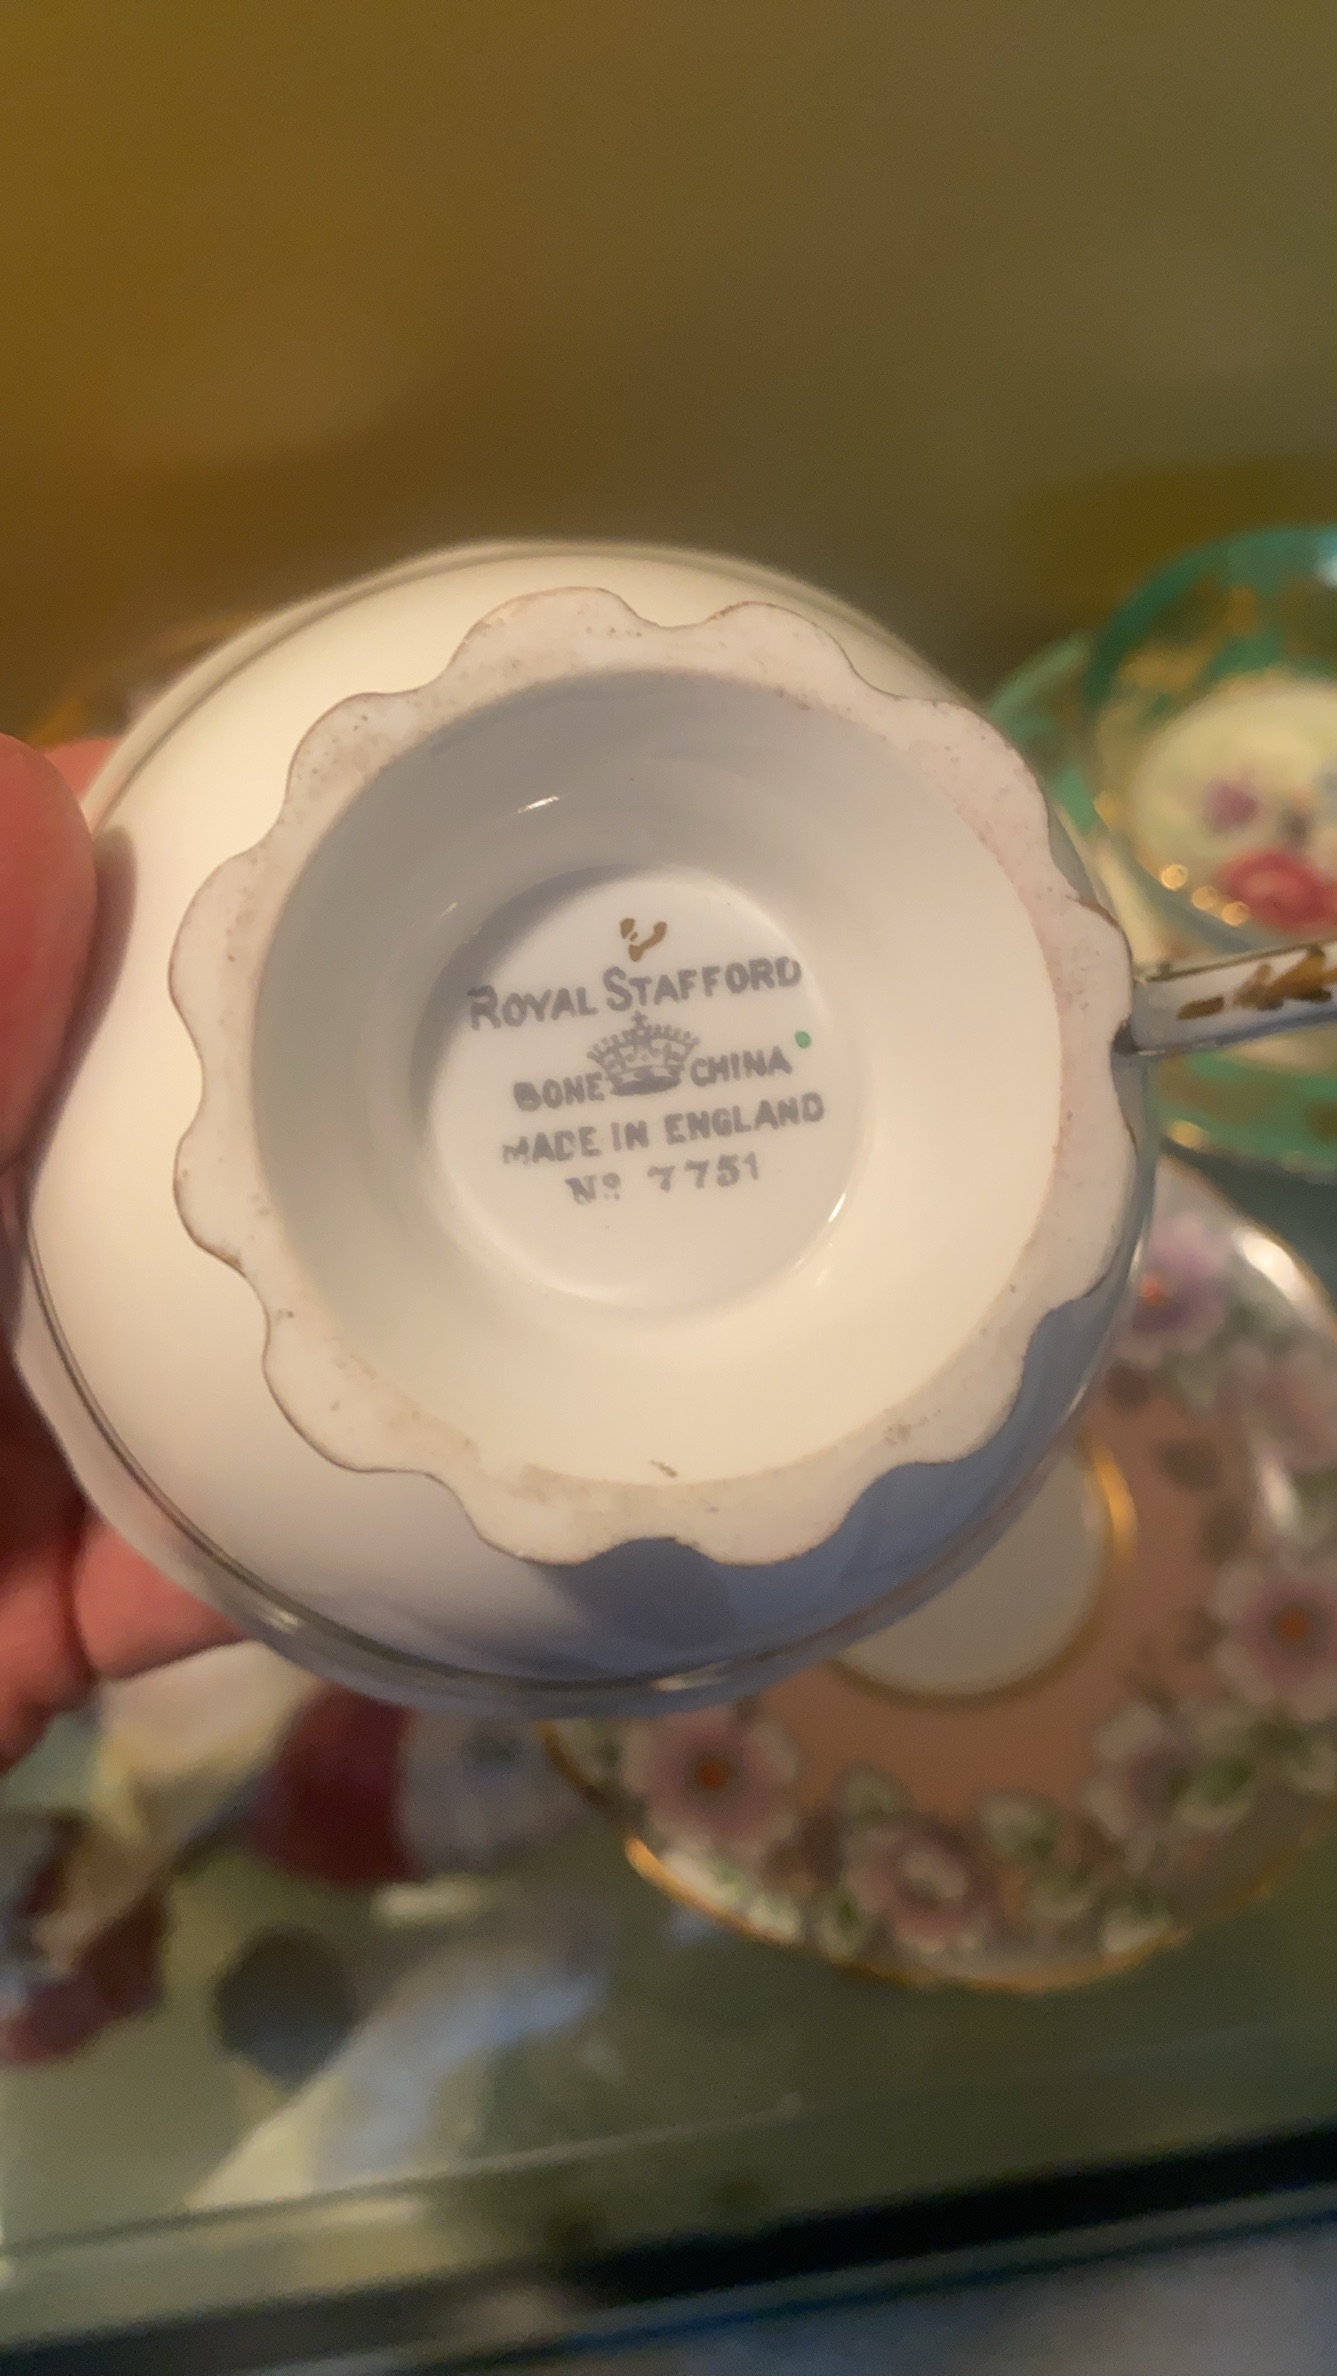 ROYAL STAFFORD
BONE CHINA
MADE IN ENGLAND
Nº 7751